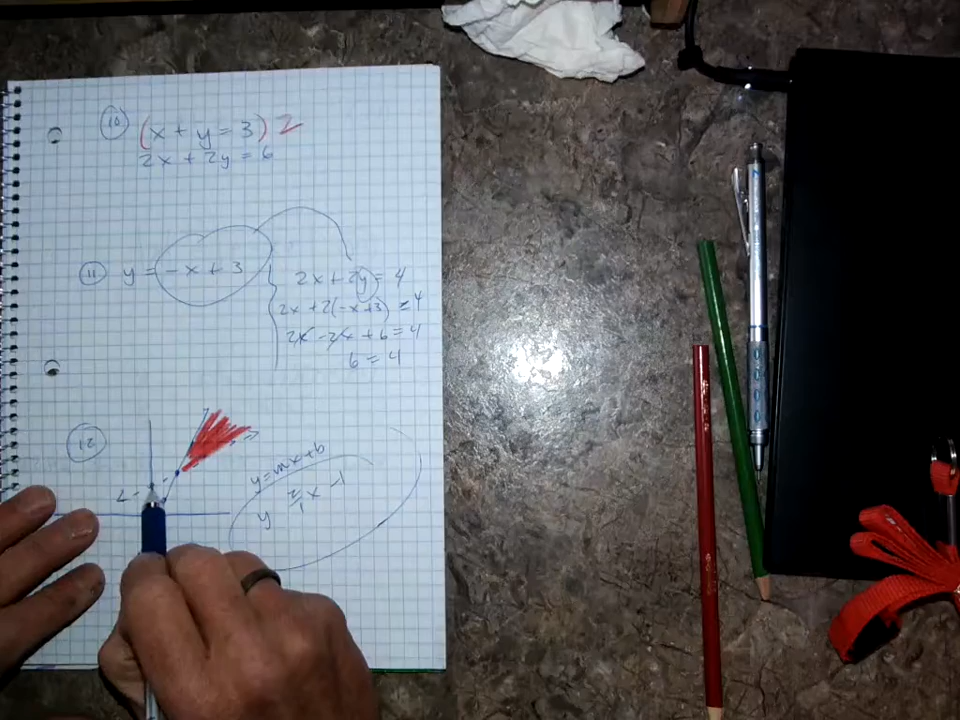 10 (x + y = 3) 2
2x + 2y = 6
11 y = -x + 3
2x + 2y = 4
2x + 2(-x+3) = 4
2x - 2x + 6 = 4
6 = 4
12
y = mx + b
y 2/1 x - 1
2